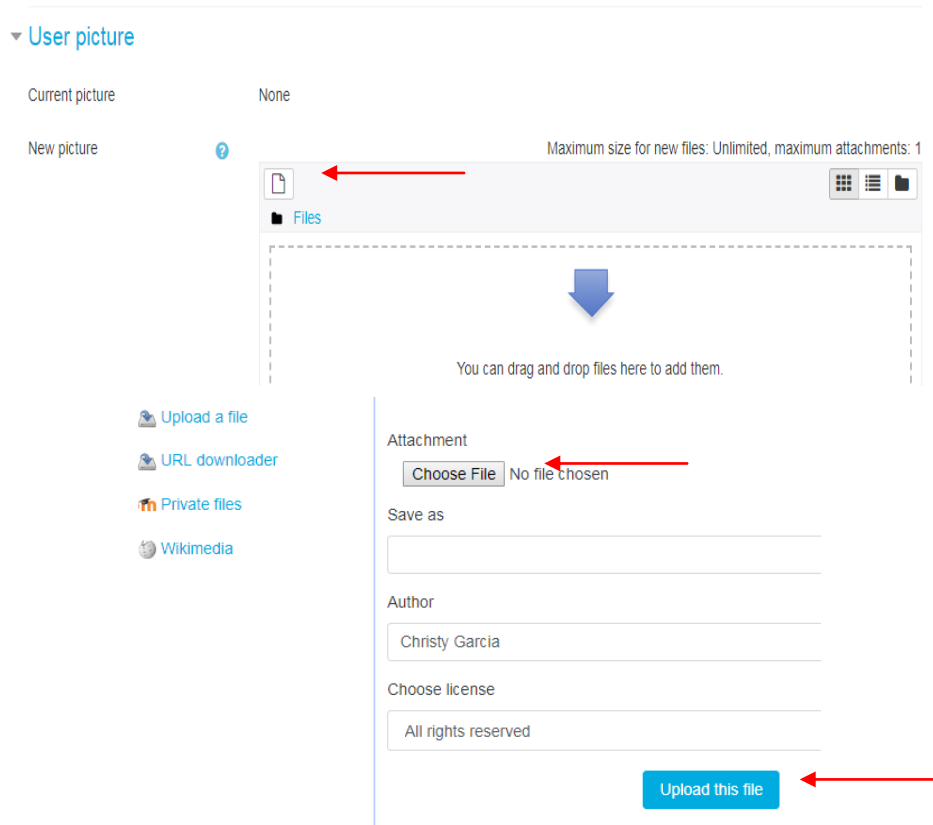 User picture
Current picture None
New picture ? Maximum size for new files: Unlimited, maximum attachments: 1
Files
You can drag and drop files here to add them.
Upload a file
URL downloader
Private files
Wikimedia
Attachment
Choose File No file chosen
Save as
Author
Christy Garcia
Choose license
All rights reserved
Upload this file